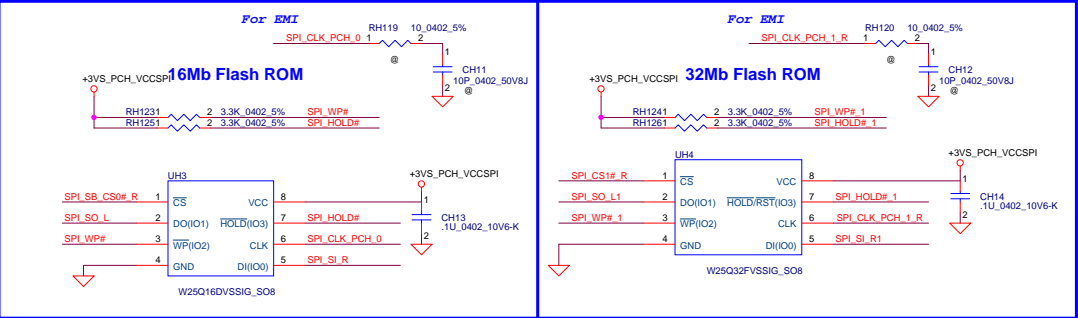 For EMI
RH119 10_0402_5%
SPI_CLK_PCH_0 1 2
@
1
CH11
10P_0402_50V8J
2 @
+3VS_PCH_VCCSPI
16Mb Flash ROM
RH1231 2 3.3K_0402_5% SPI_WP#
RH1251 2 3.3K_0402_5% SPI_HOLD#
UH3
+3VS_PCH_VCCSPI
SPI_SB_CS0#_R 1 CS VCC 8
1
SPI_SO_L 2 DO(IO1) HOLD(IO3) 7 SPI_HOLD#
CH13
.1U_0402_10V6-K
SPI_WP# 3 WP(IO2) CLK 6 SPI_CLK_PCH_0
2
4 GND DI(IO0) 5 SPI_SI_R
W25Q16DVSSIG_SO8
For EMI
RH120 10_0402_5%
SPI_CLK_PCH_1_R 1 2
@
1
CH12
10P_0402_50V8J
2 @
+3VS_PCH_VCCSPI
32Mb Flash ROM
RH1241 2 3.3K_0402_5% SPI_WP#_1
RH1261 2 3.3K_0402_5% SPI_HOLD#_1
UH4
+3VS_PCH_VCCSPI
SPI_CS1#_R 1 CS VCC 8
1
SPI_SO_L1 2 DO(IO1) HOLD/RST(IO3) 7 SPI_HOLD#_1
CH14
.1U_0402_10V6-K
SPI_WP#_1 3 WP(IO2) CLK 6 SPI_CLK_PCH_1_R
2
4 GND DI(IO0) 5 SPI_SI_R1
W25Q32FVSSIG_SO8